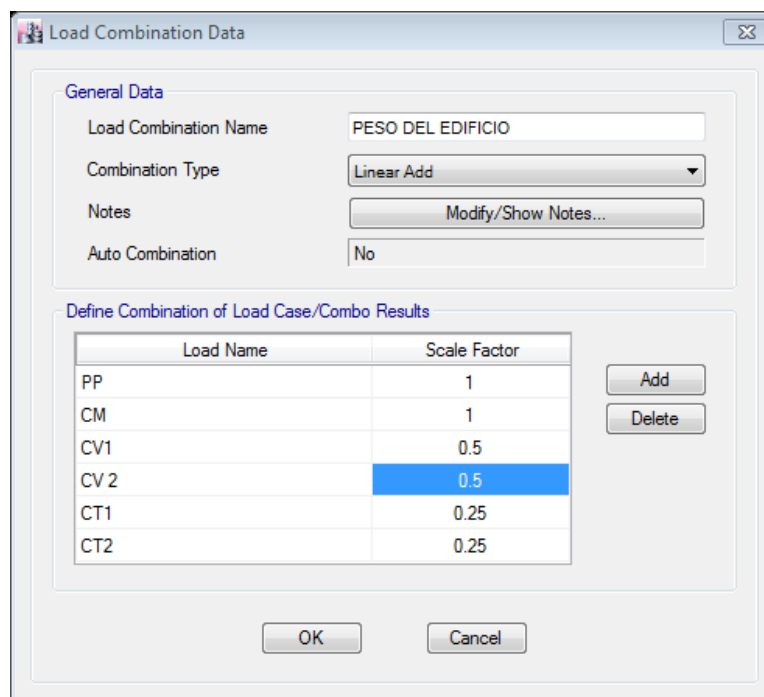 Load Combination Data
General Data
Load Combination Name PESO DEL EDIFICIO
Combination Type Linear Add
Notes Modify/Show Notes...
Auto Combination No
Define Combination of Load Case/Combo Results
Load Name Scale Factor
PP 1 Add
CM 1 Delete
CV1 0.5
CV 2 0.5
CT1 0.25
CT2 0.25
OK Cancel